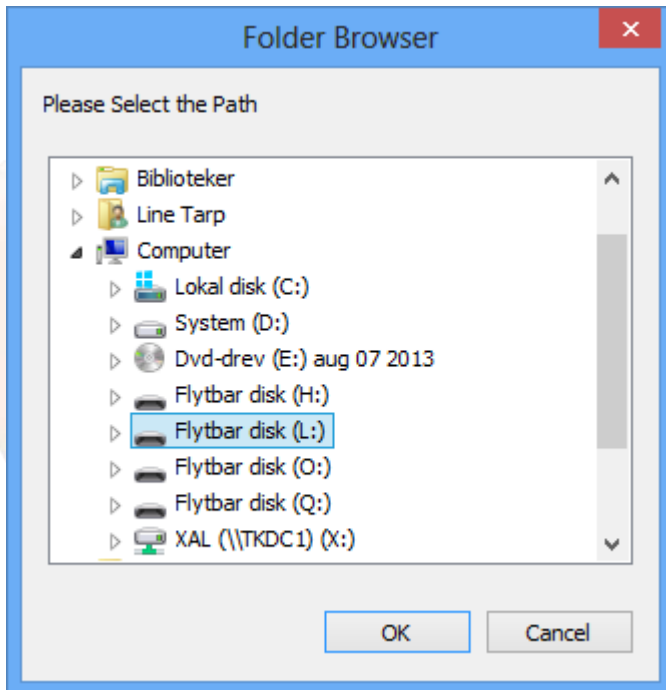 Folder Browser
Please Select the Path
Biblioteker
Line Tarp
Computer
Lokal disk (C:)
System (D:)
Dvd-drev (E:) aug 07 2013
Flytbar disk (H:)
Flytbar disk (L:)
Flytbar disk (O:)
Flytbar disk (Q:)
XAL (\\TKDC1) (X:)
OK Cancel